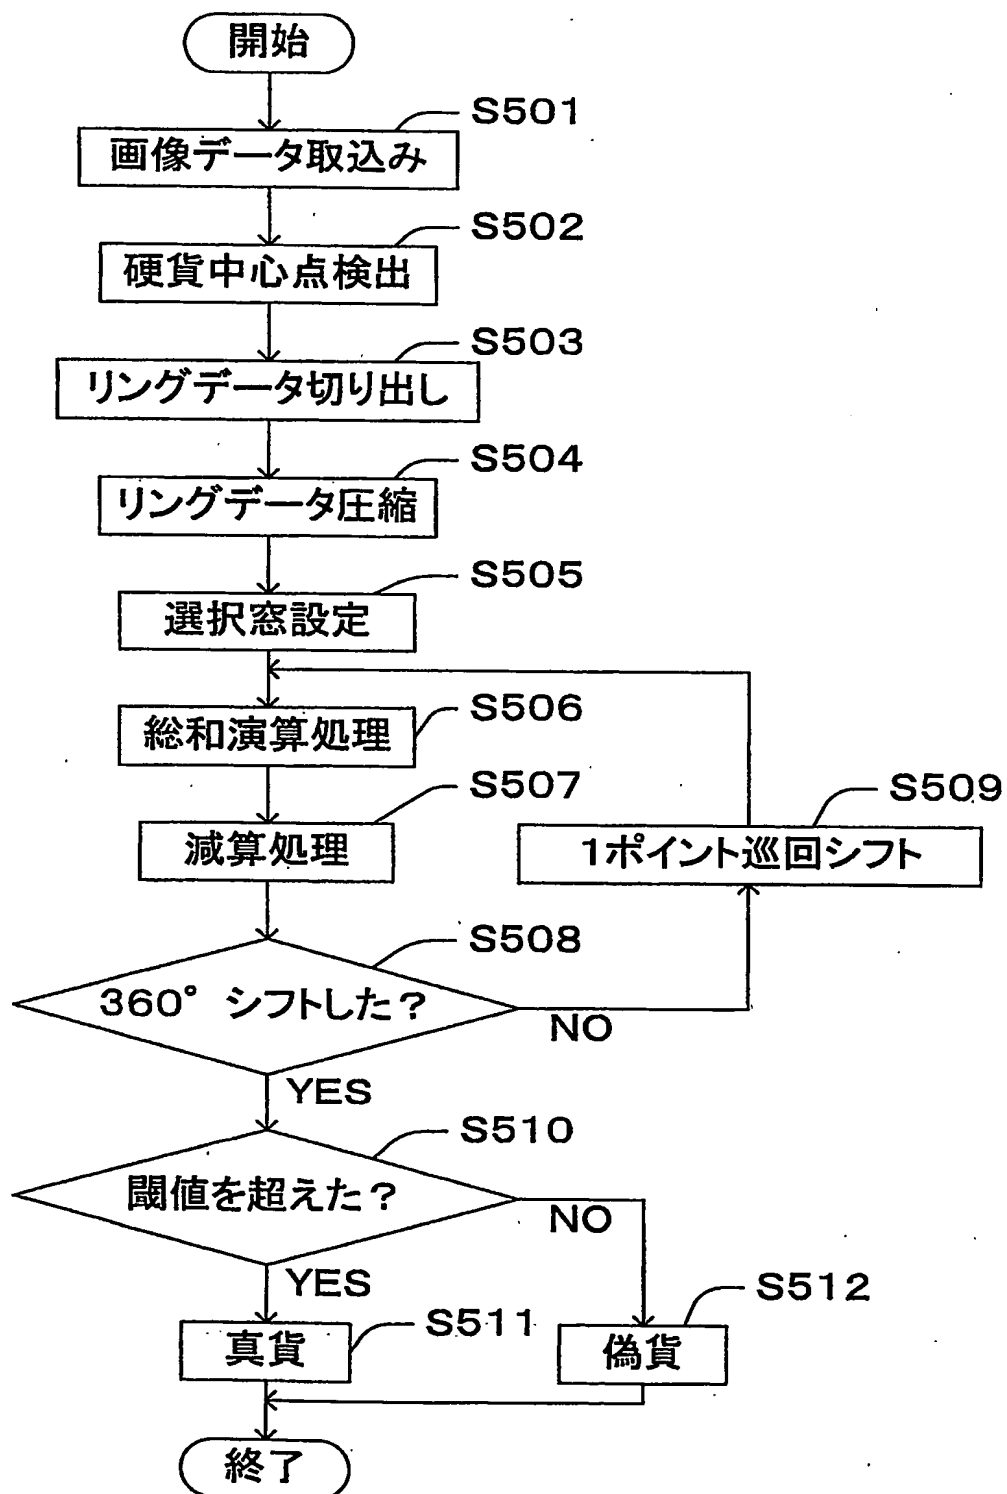 開始
S501
画像データ取込み
S502
硬貨中心点検出
S503
リングデータ切り出し
S504
リングデータ圧縮
S505
選択窓設定
S506
総和演算処理
S507
減算処理
S509
1ポイント巡回シフト
S508
360° シフトした?
NO
YES
S510
閾値を超えた?
NO
YES
S511
真貨
S512
偽貨
終了